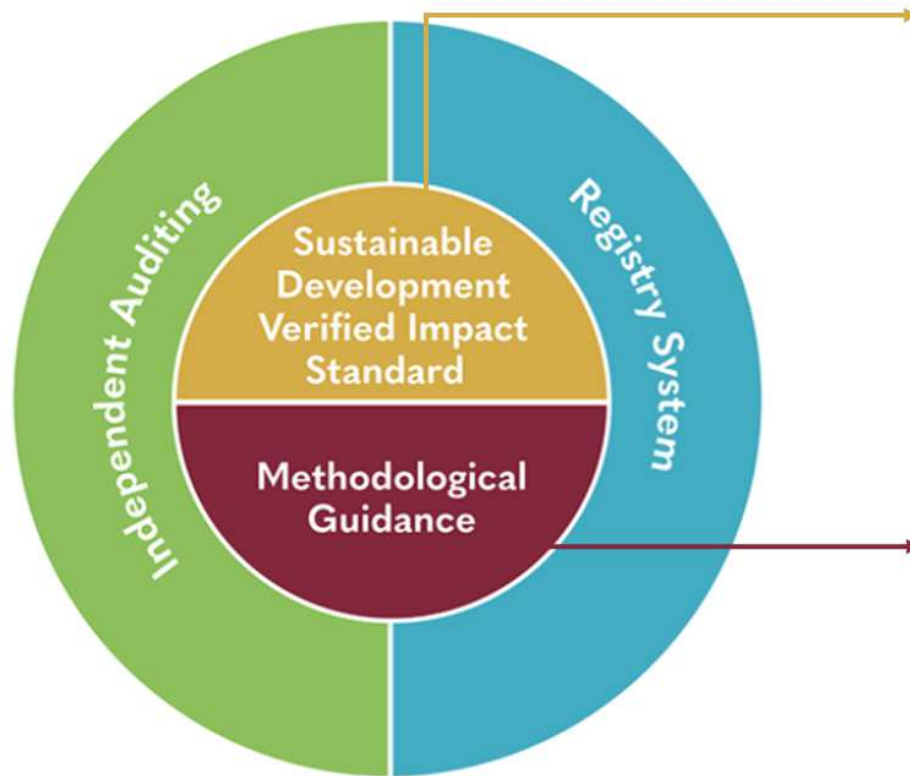 Independent Auditing
Sustainable
Development
Verified Impact
Standard
Methodological
Guidance
Registry System